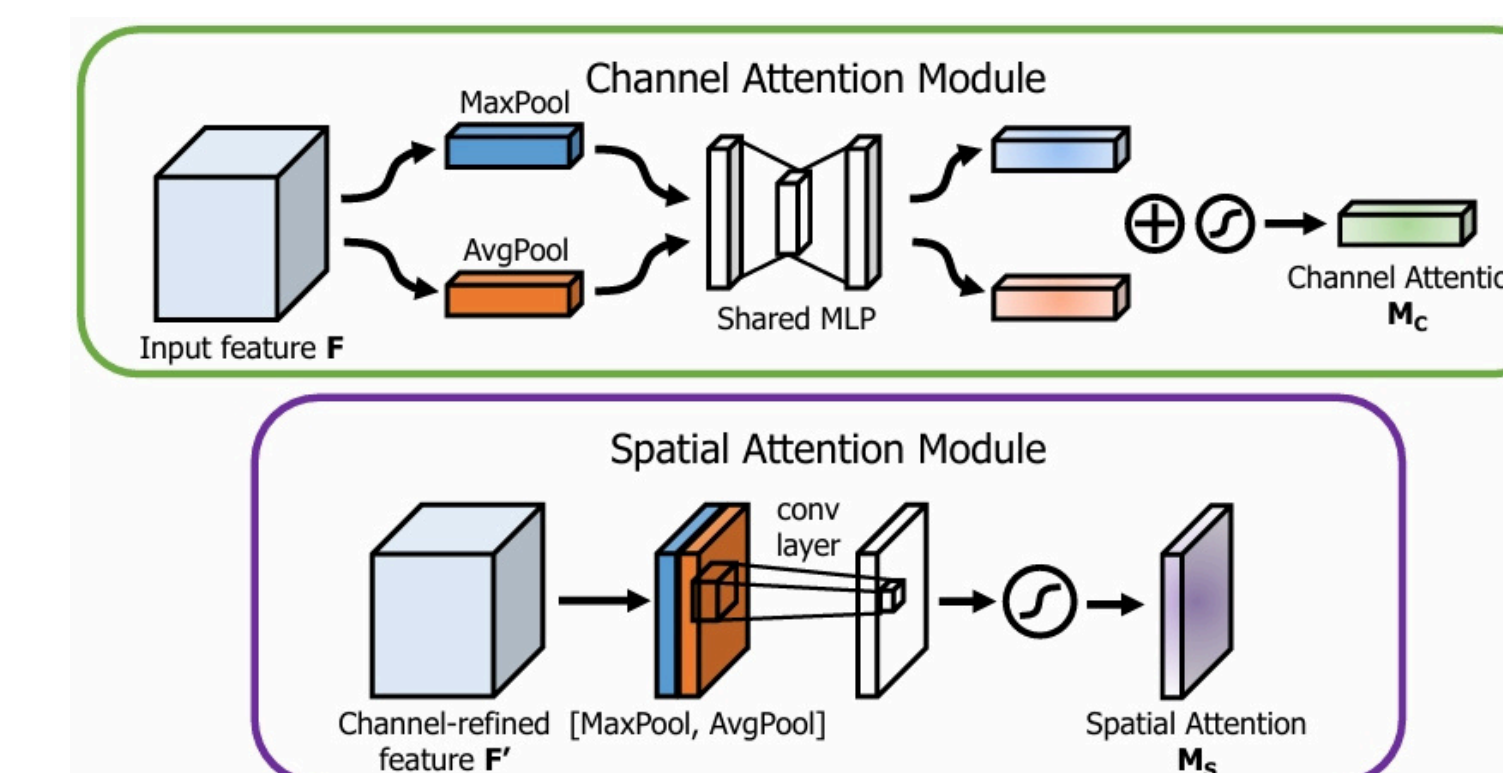 Channel Attention Module
MaxPool
AvgPool
Shared MLP
Input feature F
Channel Attentio
Mc
Spatial Attention Module
conv
layer
Channel-refined
feature F′
[MaxPool, AvgPool]
Spatial Attention
Ms